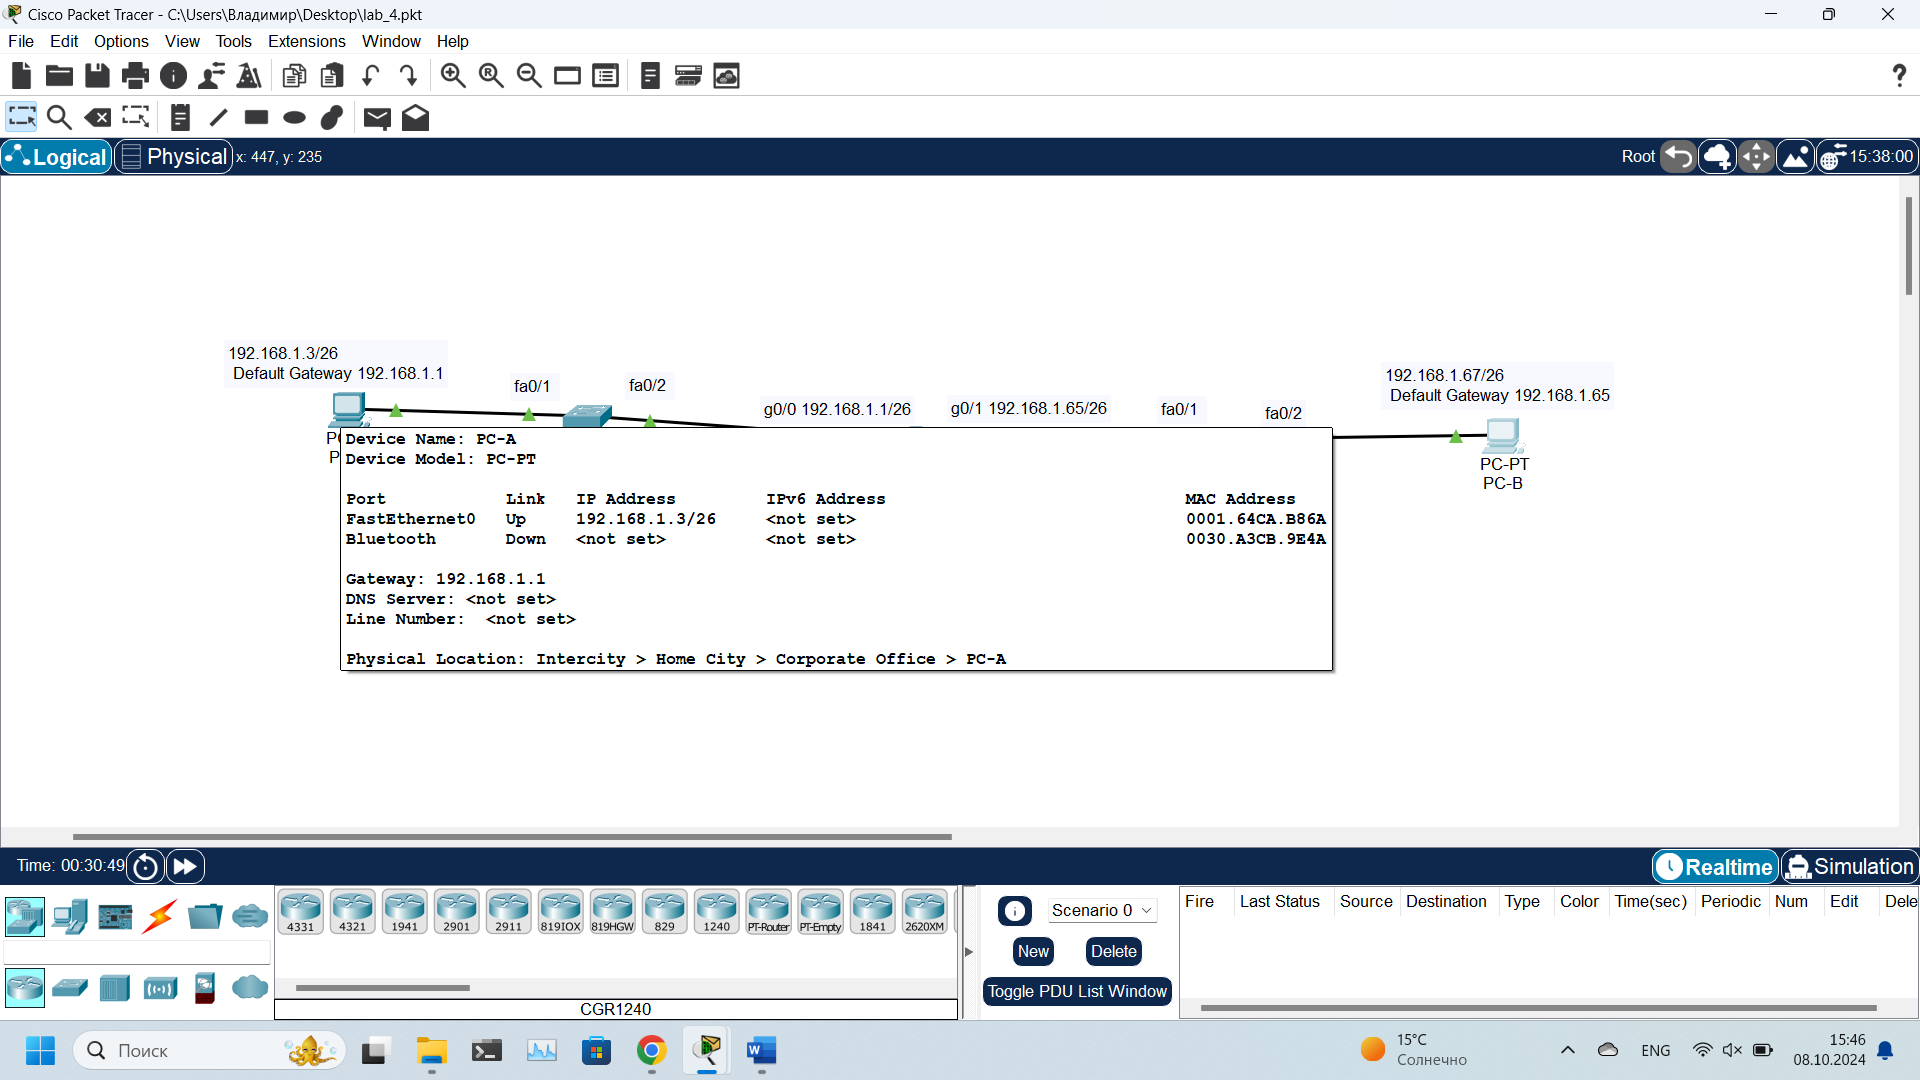 Cisco Packet Tracer - C:\Users\Владимир\Desktop\lab_4.pkt
File Edit Options View Tools Extensions Window Help
Logical Physical x: 447, y: 235 Root 15:38:00
192.168.1.3/26
Default Gateway 192.168.1.1
fa0/1
fa0/2
g0/0 192.168.1.1/26
g0/1 192.168.1.65/26
fa0/1
fa0/2
192.168.1.67/26
Default Gateway 192.168.1.65
PC-PT
PC-B
Device Name: PC-A
Device Model: PC-PT
Port Link IP Address IPv6 Address MAC Address
FastEthernet0 Up 192.168.1.3/26 <not set> 0001.64CA.B86A
Bluetooth Down <not set> <not set> 0030.A3CB.9E4A
Gateway: 192.168.1.1
DNS Server: <not set>
Line Number: <not set>
Physical Location: Intercity > Home City > Corporate Office > PC-A
Time: 00:30:49 Realtime Simulation
4331 4321 1941 2901 2911 819IOX 819HGW 829 1240 PT-Router PT-Empty 1841 2620XM
CGR1240
Scenario 0
New Delete
Toggle PDU List Window
Fire Last Status Source Destination Type Color Time(sec) Periodic Num Edit Dele
Поиск
15°C
Солнечно
ENG
15:46
08.10.2024